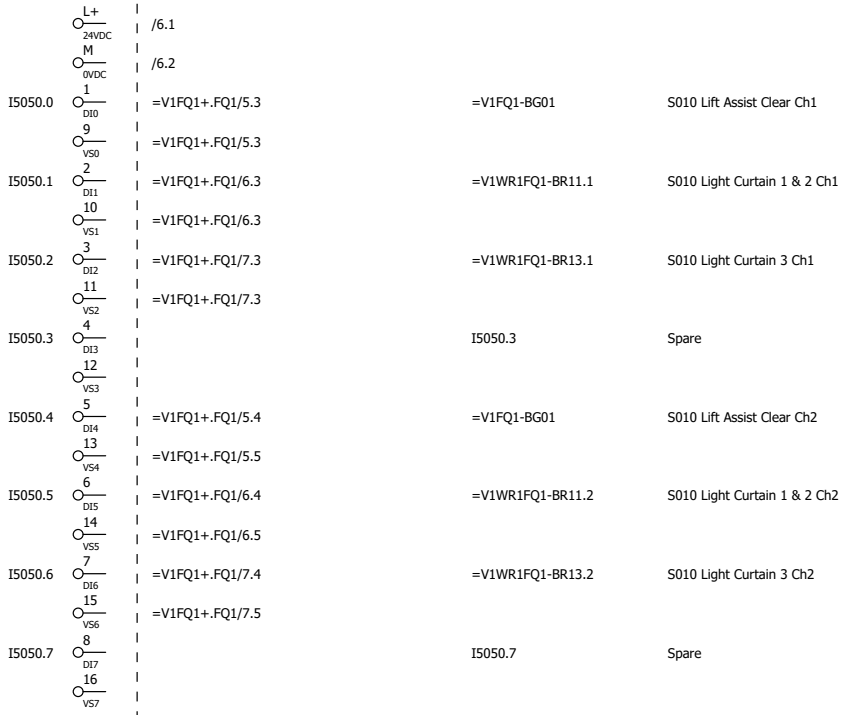 L+
/6.1
24VDC
M
/6.2
0VDC
1
I5050.0 =V1FQ1+.FQ1/5.3 =V1FQ1-BG01 S010 Lift Assist Clear Ch1
DI0
9
=V1FQ1+.FQ1/5.3
VS0
2
I5050.1 =V1FQ1+.FQ1/6.3 =V1WR1FQ1-BR11.1 S010 Light Curtain 1 & 2 Ch1
DI1
10
=V1FQ1+.FQ1/6.3
VS1
3
I5050.2 =V1FQ1+.FQ1/7.3 =V1WR1FQ1-BR13.1 S010 Light Curtain 3 Ch1
DI2
11
=V1FQ1+.FQ1/7.3
VS2
4
I5050.3 I5050.3 Spare
DI3
12
VS3
5
I5050.4 =V1FQ1+.FQ1/5.4 =V1FQ1-BG01 S010 Lift Assist Clear Ch2
DI4
13
=V1FQ1+.FQ1/5.5
VS4
6
I5050.5 =V1FQ1+.FQ1/6.4 =V1WR1FQ1-BR11.2 S010 Light Curtain 1 & 2 Ch2
DI5
14
=V1FQ1+.FQ1/6.5
VS5
7
I5050.6 =V1FQ1+.FQ1/7.4 =V1WR1FQ1-BR13.2 S010 Light Curtain 3 Ch2
DI6
15
=V1FQ1+.FQ1/7.5
VS6
8
I5050.7 I5050.7 Spare
DI7
16
VS7